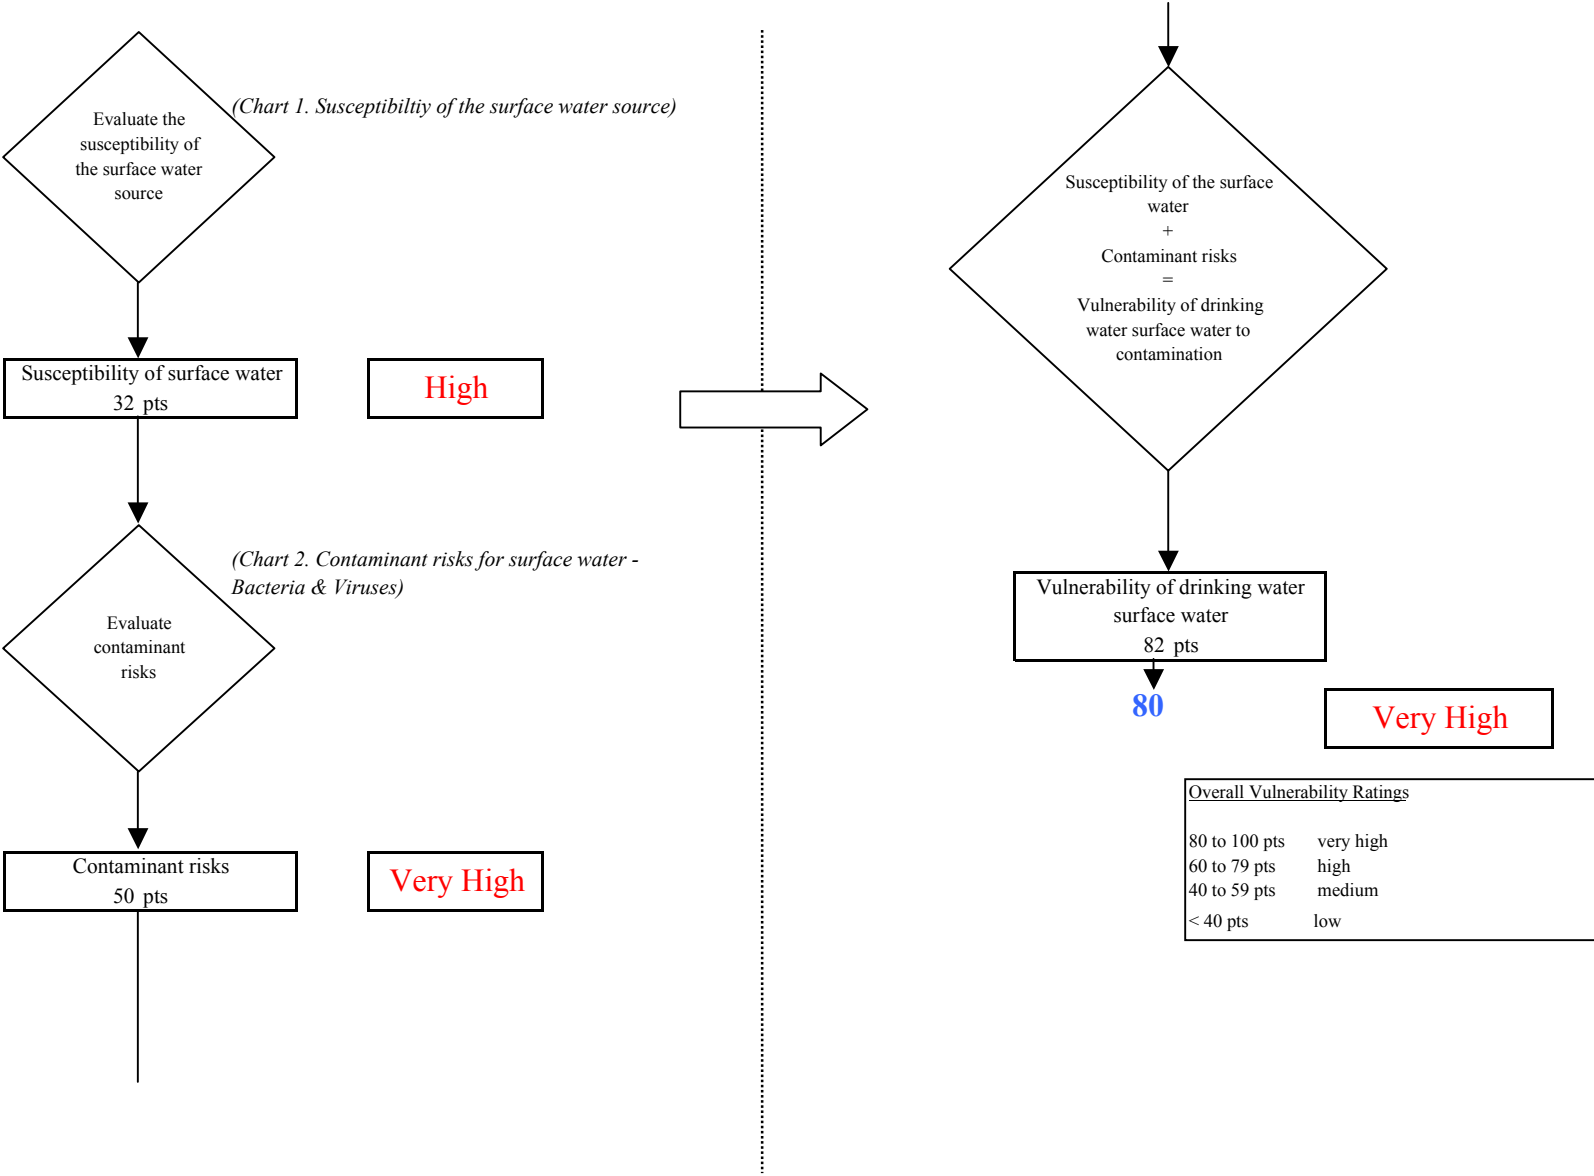 Evaluate the
susceptibility of
the surface water
source
(Chart 1. Susceptibiltiy of the surface water source)
Susceptibility of surface water
32 pts
High
(Chart 2. Contaminant risks for surface water -
Bacteria & Viruses)
Evaluate
contaminant
risks
Contaminant risks
50 pts
Very High
Susceptibility of the surface
water
+
Contaminant risks
=
Vulnerability of drinking
water surface water to
contamination
Vulnerability of drinking water
surface water
82 pts
80
Very High
Overall Vulnerability Ratings
80 to 100 pts very high
60 to 79 pts high
40 to 59 pts medium
< 40 pts low